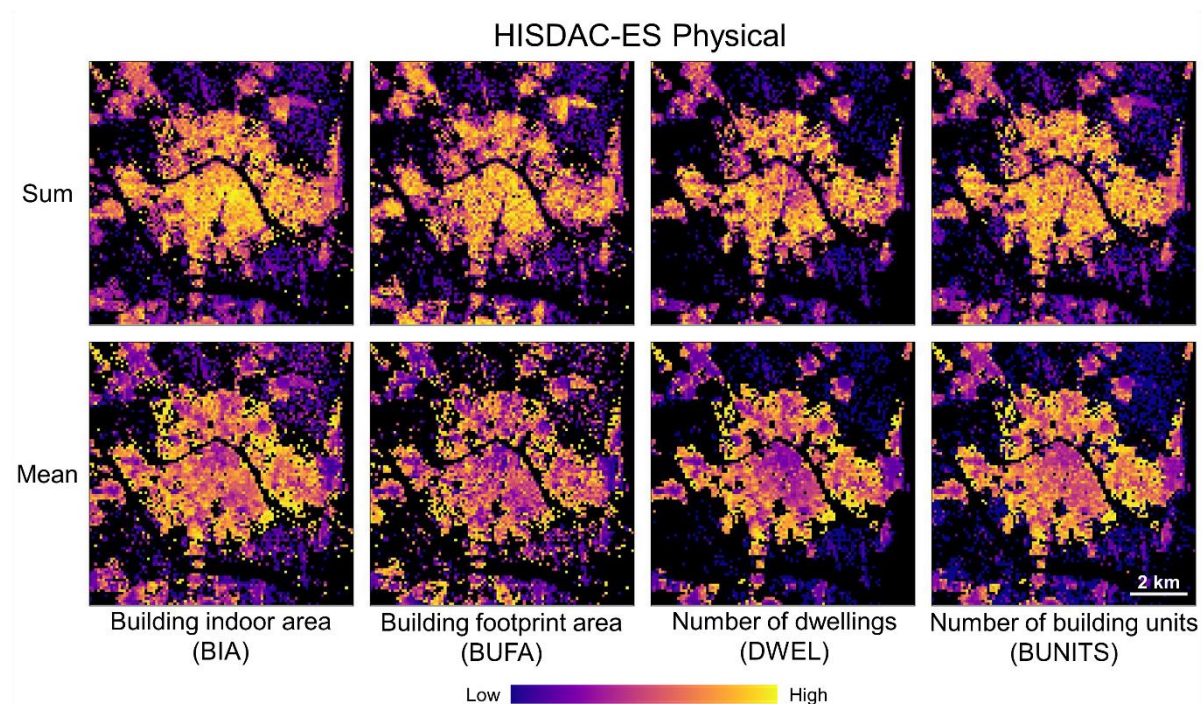 HISDAC-ES Physical
Sum
Mean
2 km
Building indoor area
(BIA)
Building footprint area
(BUFA)
Number of dwellings
(DWEL)
Number of building units
(BUNITS)
Low
High